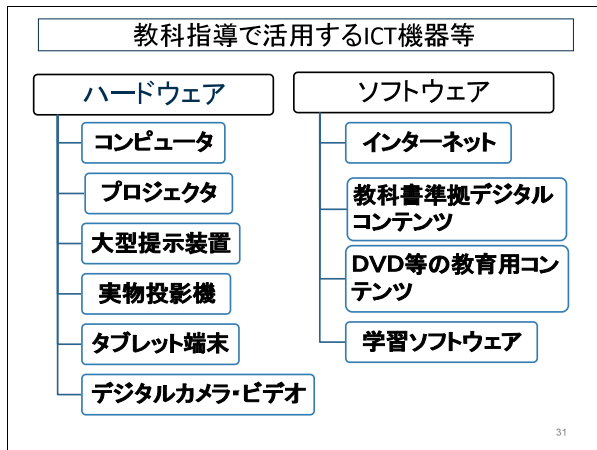 教科指導で活用するICT機器等
ハードウェア
コンピュータ
プロジェクタ
大型提示装置
実物投影機
タブレット端末
デジタルカメラ・ビデオ
ソフトウェア
インターネット
教科書準拠デジタル
コンテンツ
DVD等の教育用コン
テンツ
学習ソフトウェア
31